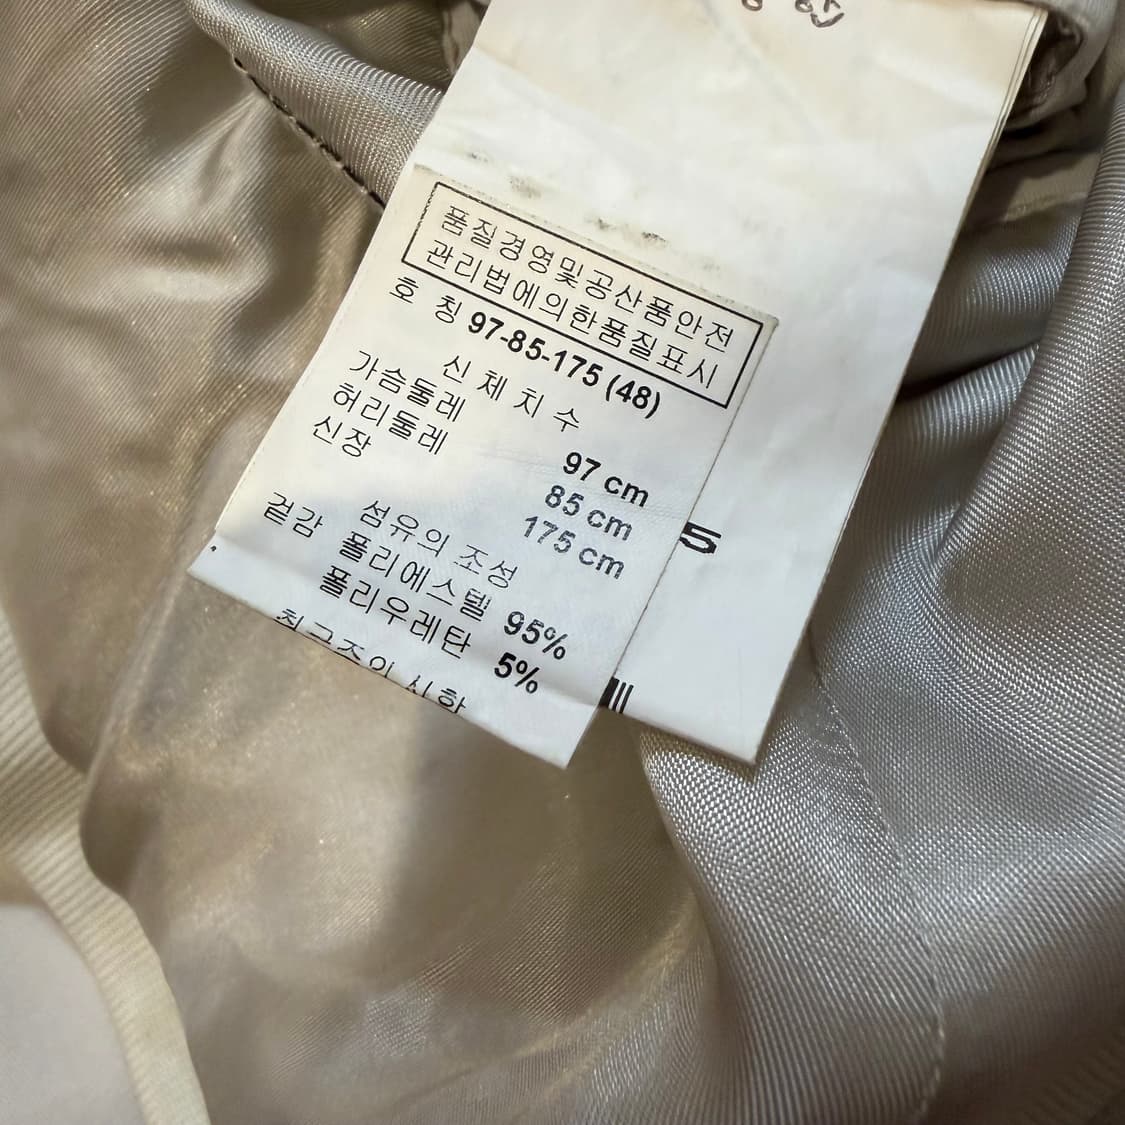 품질경영및공산품안전
관리법에의한품질표시
호 칭 97-85-175 (48)
신 체 치 수
가슴둘레 97 cm
허리둘레 85 cm
신장 175 cm
섬유의 조성
겉감 폴리에스텔 95%
폴리우레탄 5%
5